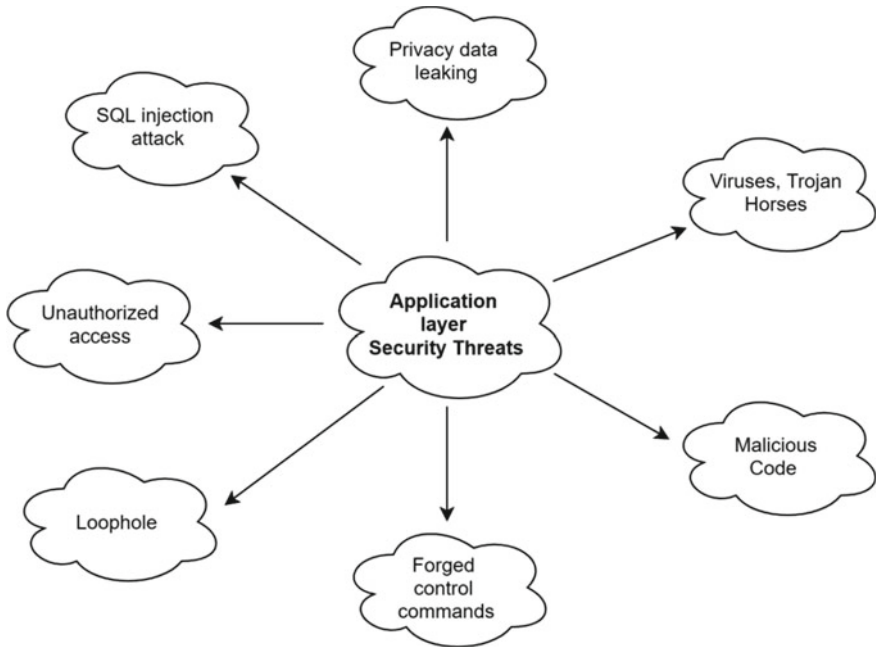 Privacy data
leaking
SQL injection
attack
Viruses, Trojan
Horses
Application
layer
Security Threats
Unauthorized
access
Malicious
Code
Loophole
Forged
control
commands